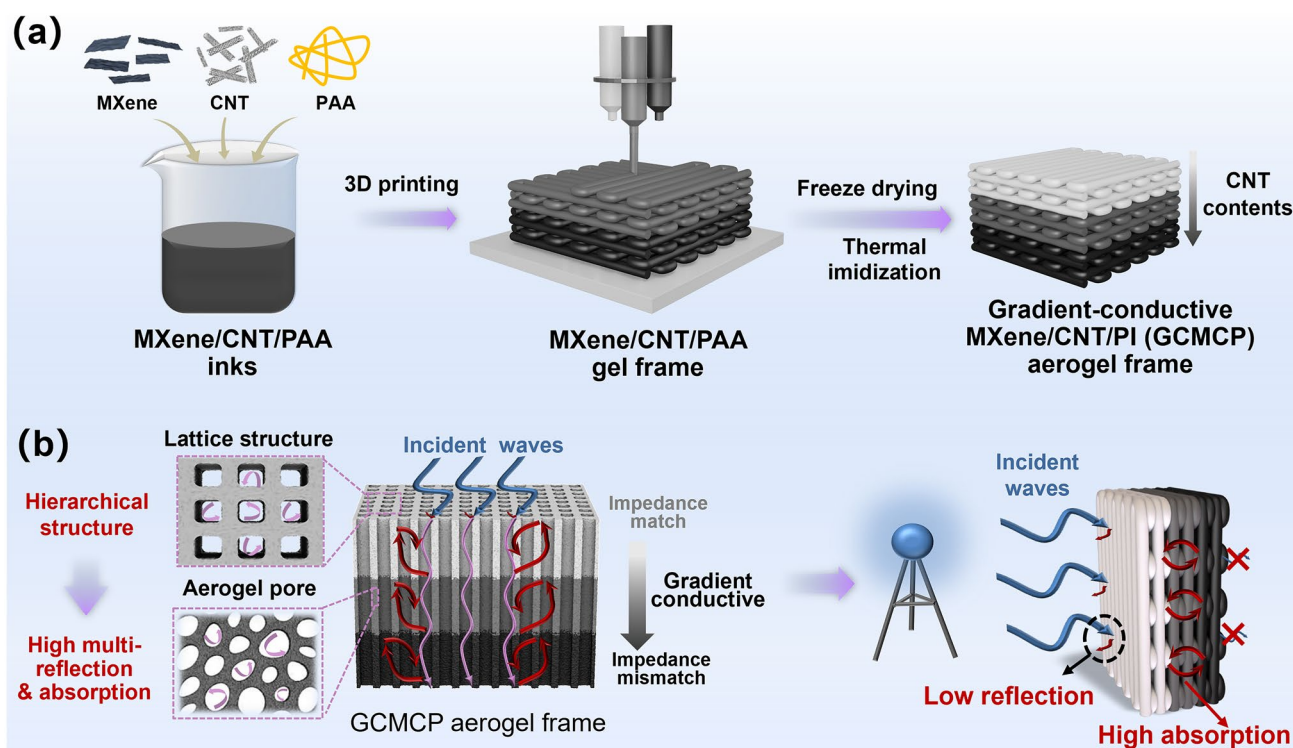 (a)
MXene
CNT
PAA
MXene/CNT/PAA
inks
3D printing
MXene/CNT/PAA
gel frame
Freeze drying
Thermal
imidization
CNT
contents
Gradient-conductive
MXene/CNT/PI (GCMCP)
aerogel frame
(b)
Hierarchical
structure
High multi-
reflection
& absorption
Lattice structure
Aerogel pore
Incident waves
Impedance
match
Gradient
conductive
Impedance
mismatch
GCMCP aerogel frame
Incident
waves
Low reflection
High absorption